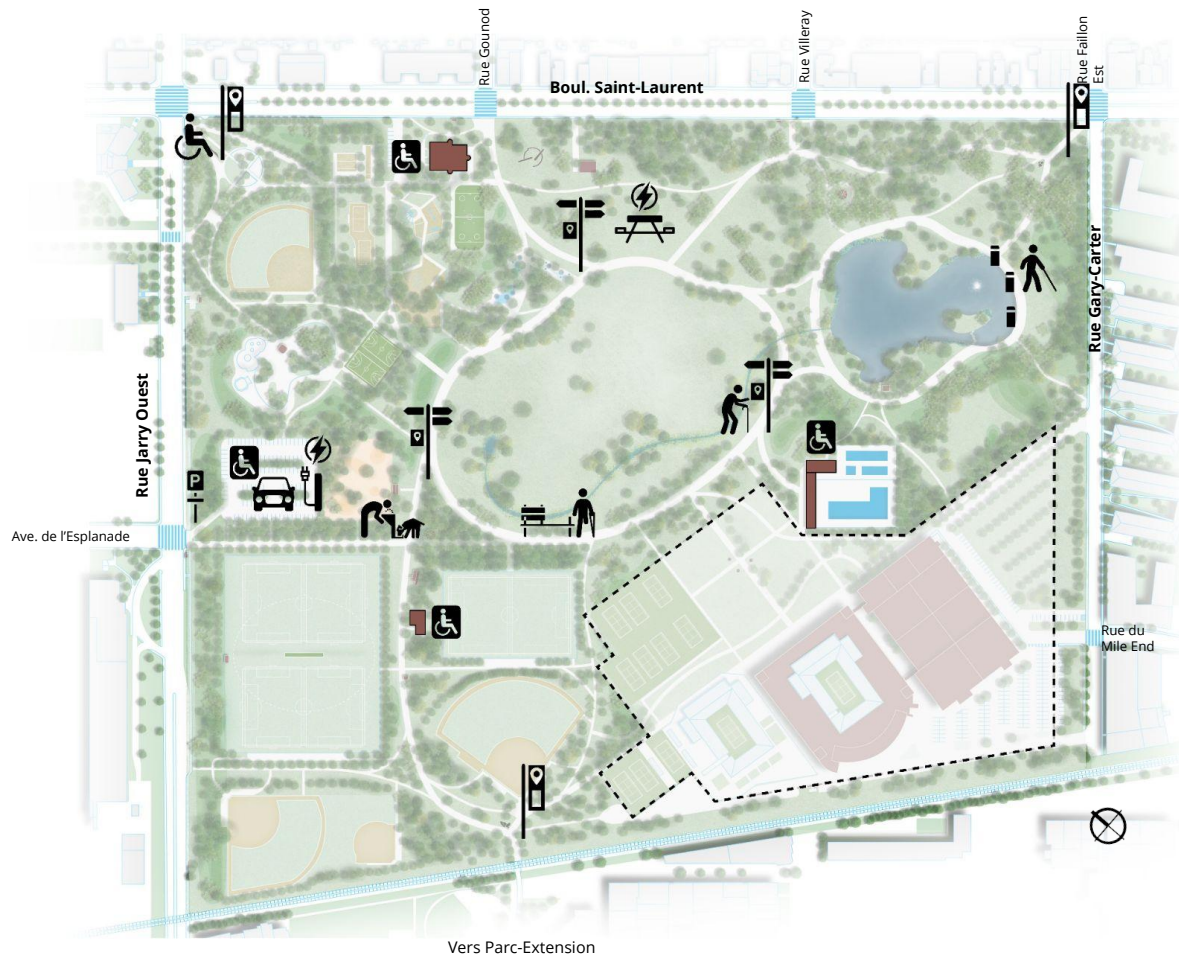 Rue Gounod
Rue Villeray
Rue Faillon
Est
Boul. Saint-Laurent
Rue Gary-Carter
Rue Jarry Ouest
P
Ave. de l’Esplanade
Rue du
Mile End
Vers Parc-Extension